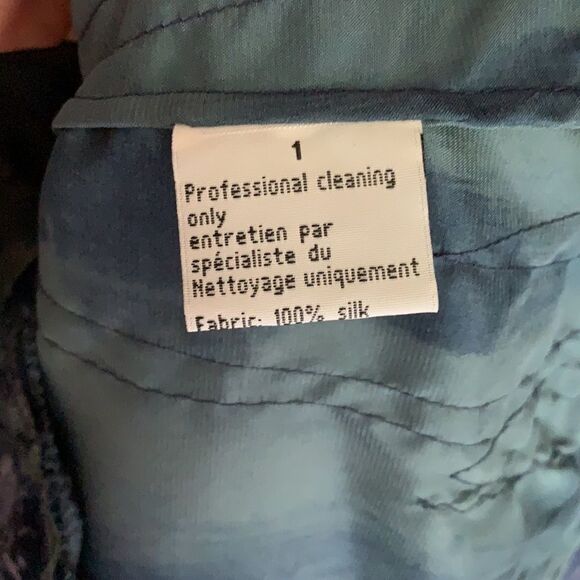 1
Professional cleaning
only
entretien par
spécialiste du
Nettoyage uniquement
Fabric: 100% silk